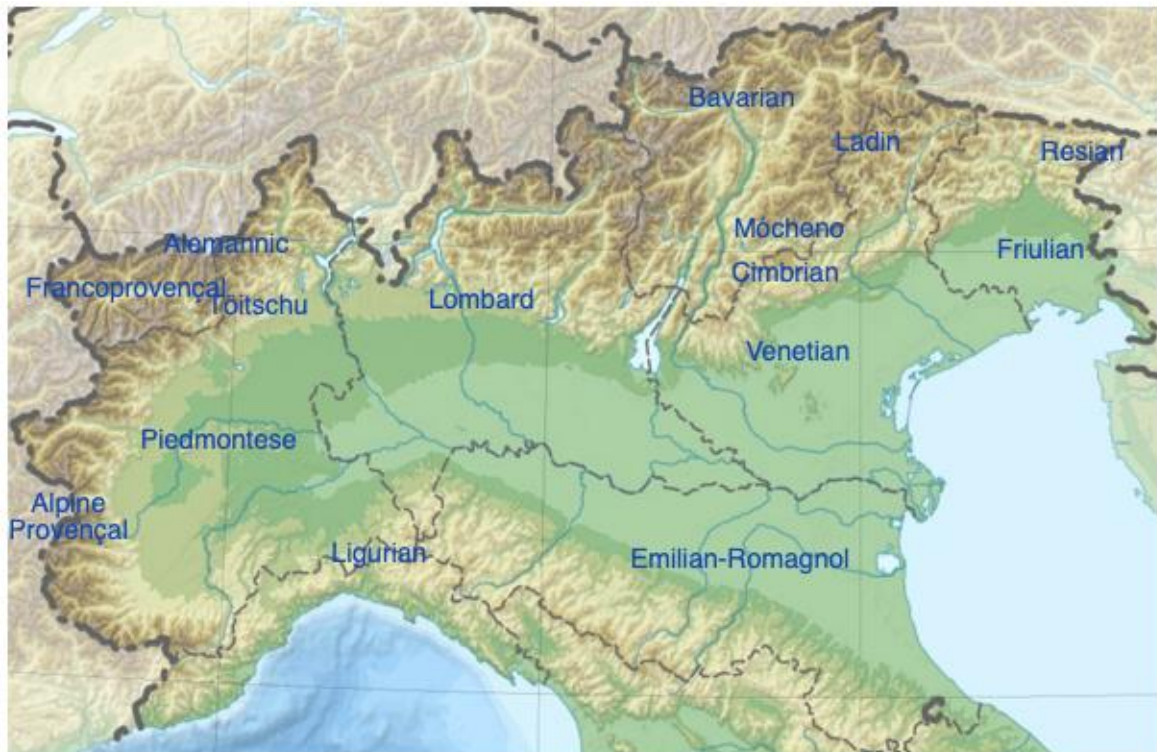 Bavarian
Ladin
Resian
Mócheno
Alemannic
Friulian
Cimbrian
Francoprovençal
Töitschu
Lombard
Venetian
Piedmontese
Alpine
Provençal
Ligurian
Emilian-Romagnol